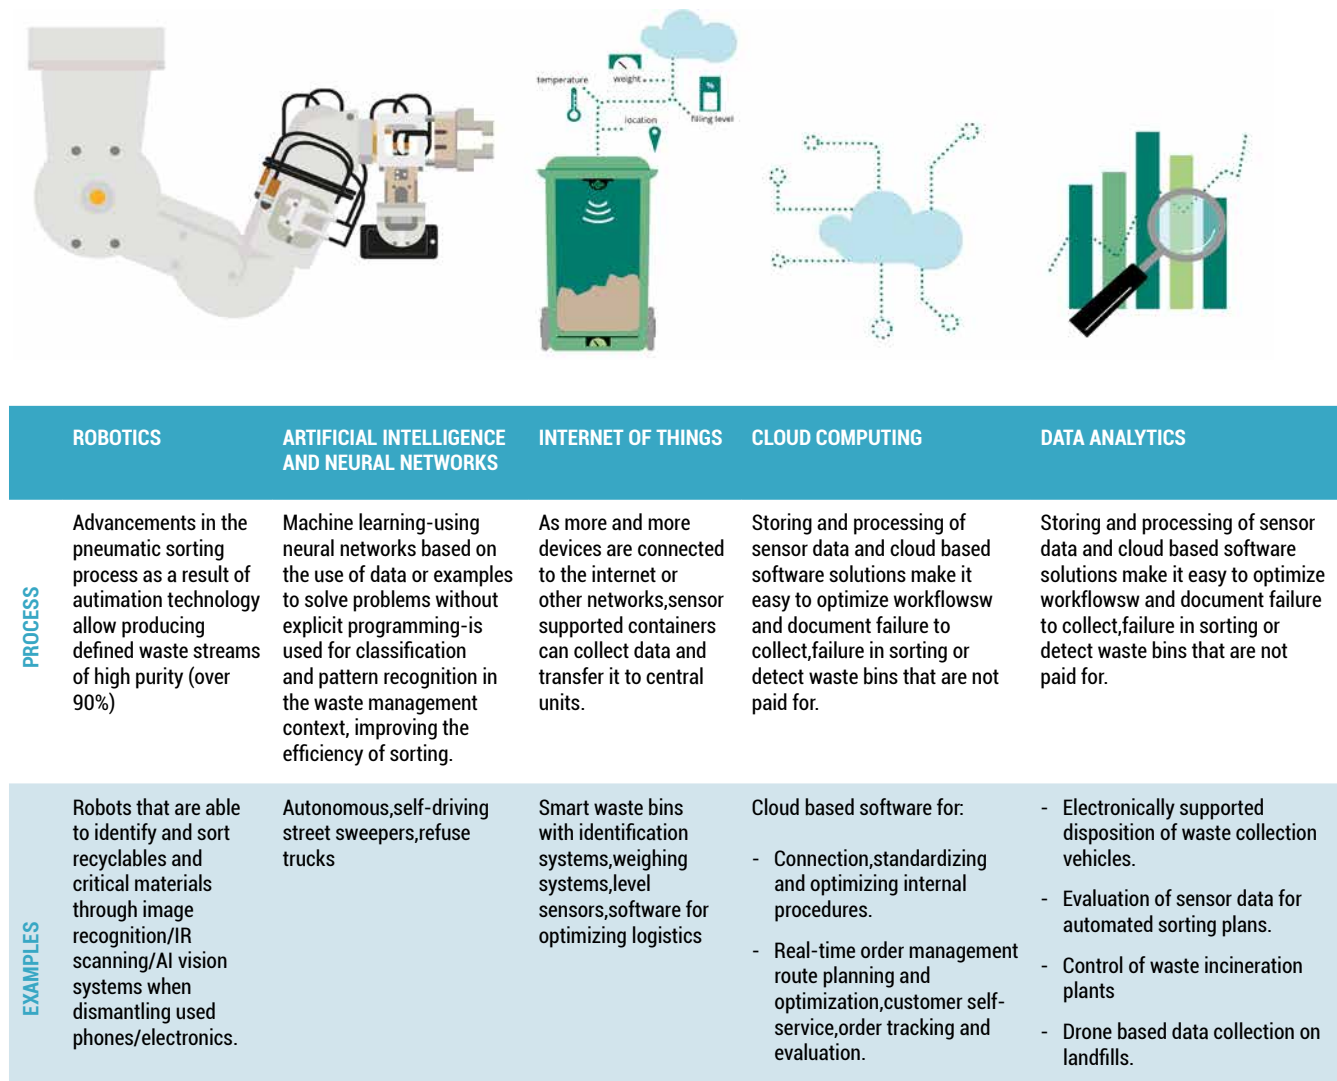 temperature
weight
%
location
filling level
ROBOTICS
ARTIFICIAL INTELLIGENCE
AND NEURAL NETWORKS
INTERNET OF THINGS
CLOUD COMPUTING
DATA ANALYTICS
PROCESS
Advancements in the
pneumatic sorting
process as a result of
autimation technology
allow producing
defined waste streams
of high purity (over
90%)
Machine learning-using
neural networks based on
the use of data or examples
to solve problems without
explicit programming-is
used for classification
and pattern recognition in
the waste management
context, improving the
efficiency of sorting.
As more and more
devices are connected
to the internet or
other networks,sensor
supported containers
can collect data and
transfer it to central
units.
Storing and processing of
sensor data and cloud based
software solutions make it
easy to optimize workflowsw
and document failure to
collect,failure in sorting or
detect waste bins that are not
paid for.
Storing and processing of sensor
data and cloud based software
solutions make it easy to optimize
workflowsw and document failure
to collect,failure in sorting or
detect waste bins that are not
paid for.
EXAMPLES
Robots that are able
to identify and sort
recyclables and
critical materials
through image
recognition/IR
scanning/AI vision
systems when
dismantling used
phones/electronics.
Autonomous,self-driving
street sweepers,refuse
trucks
Smart waste bins
with identification
systems,weighing
systems,level
sensors,software for
optimizing logistics
Cloud based software for:
- Connection,standardizing
and optimizing internal
procedures.
- Real-time order management
route planning and
optimization,customer self-
service,order tracking and
evaluation.
- Electronically supported
disposition of waste collection
vehicles.
- Evaluation of sensor data for
automated sorting plans.
- Control of waste incineration
plants
- Drone based data collection on
landfills.